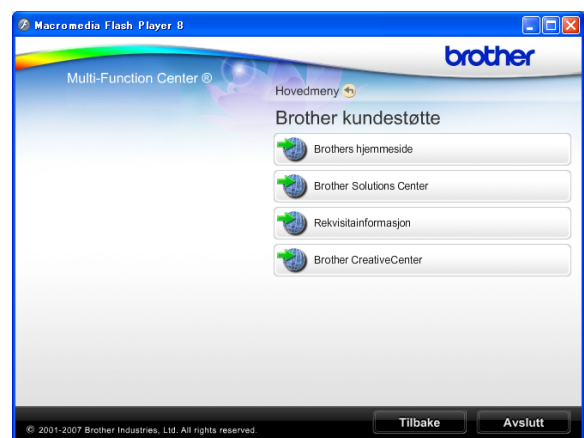 Macromedia Flash Player 8
brother
Multi-Function Center ®
Hovedmeny
Brother kundestøtte
Brothers hjemmeside
Brother Solutions Center
Rekvisitainformasjon
Brother CreativeCenter
© 2001-2007 Brother Industries, Ltd. All rights reserved.
Tilbake
Avslutt